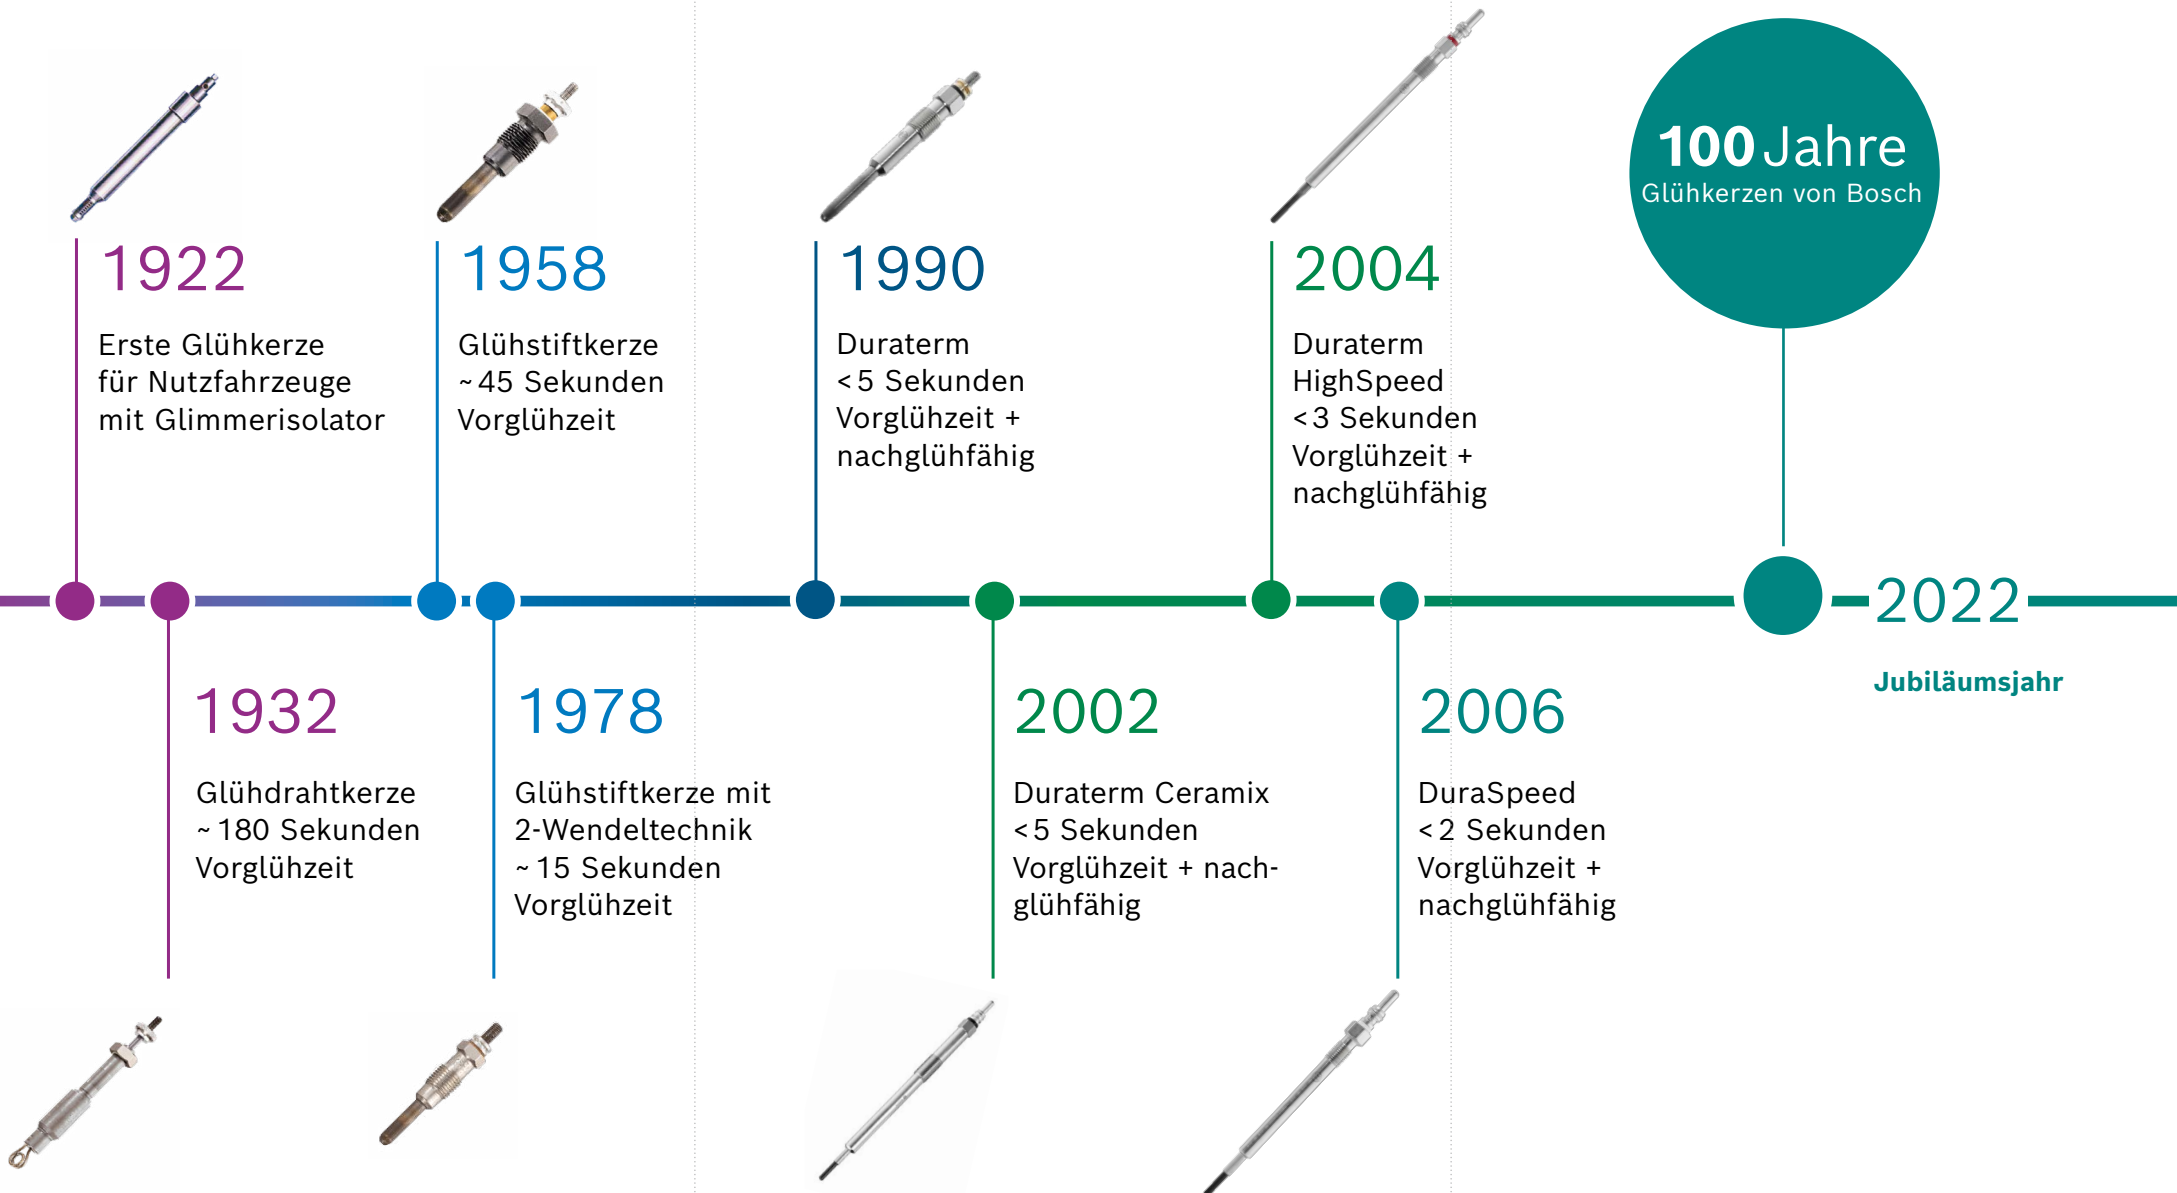 100 Jahre
Glühkerzen von Bosch
1922
Erste Glühkerze
für Nutzfahrzeuge
mit Glimmerisolator
1958
Glühstiftkerze
~ 45 Sekunden
Vorglühzeit
1990
Duraterm
< 5 Sekunden
Vorglühzeit +
nachglühfähig
2004
Duraterm
HighSpeed
< 3 Sekunden
Vorglühzeit +
nachglühfähig
2022
Jubiläumsjahr
1932
Glühdrahtkerze
~ 180 Sekunden
Vorglühzeit
1978
Glühstiftkerze mit
2-Wendeltechnik
~ 15 Sekunden
Vorglühzeit
2002
Duraterm Ceramix
< 5 Sekunden
Vorglühzeit + nach-
glühfähig
2006
DuraSpeed
< 2 Sekunden
Vorglühzeit +
nachglühfähig